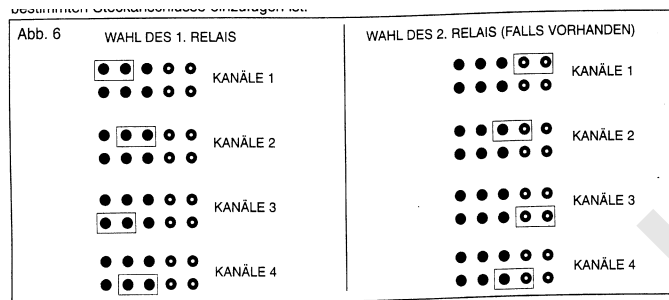 Abb. 6
WAHL DES 1. RELAIS
KANÄLE 1
KANÄLE 2
KANÄLE 3
KANÄLE 4
WAHL DES 2. RELAIS (FALLS VORHANDEN)
KANÄLE 1
KANÄLE 2
KANÄLE 3
KANÄLE 4